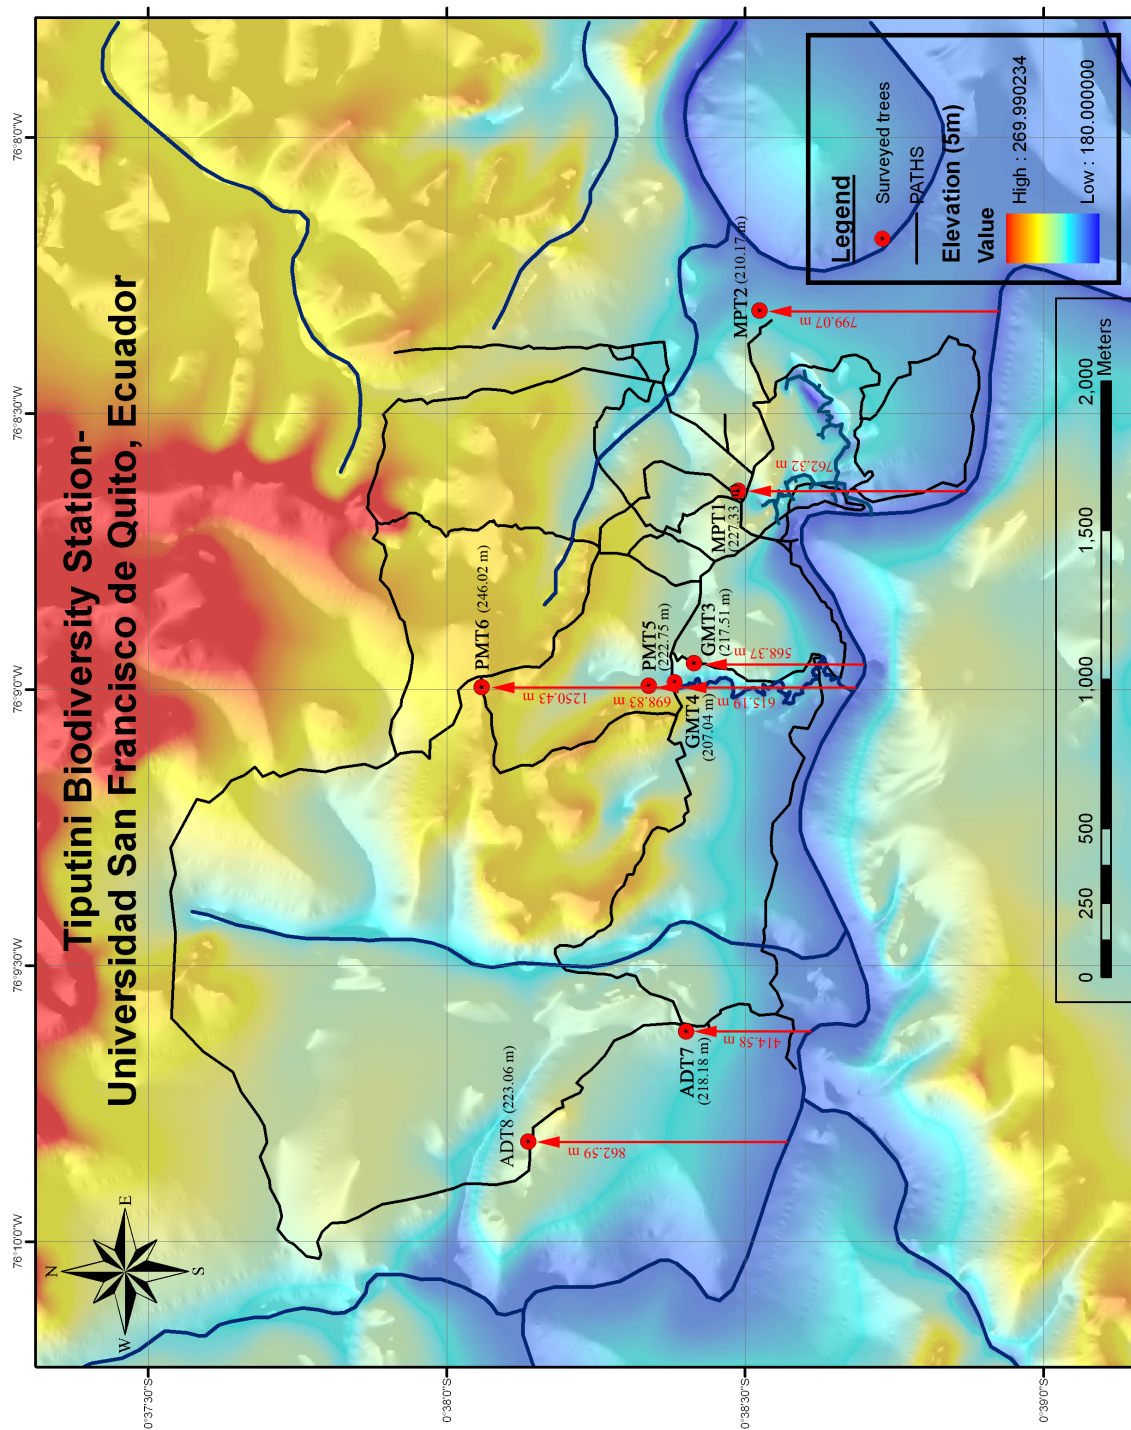 Tiputini Biodiversity Station-
Universidad San Francisco de Quito, Ecuador
N
E
S
W
76°10'0"W
76°9'30"W
76°9'0"W
76°8'30"W
76°8'0"W
0°37'30"S
0°38'0"S
0°38'30"S
0°39'0"S
ADT8 (223.06 m)
862.59 m
ADT7
(218.18 m)
414.58 m
PMT6 (246.02 m)
1250.43 m
PMT5
(222.75 m)
698.83 m
GMT4
(207.04 m)
615.19 m
GMT3
(217.51 m)
568.37 m
MPT1
(227.33 m)
762.32 m
MPT2 (210.17 m)
799.07 m
Legend
Surveyed trees
PATHS
Elevation (5m)
Value
High : 269.990234
Low : 180.000000
0 250 500 1,000 1,500 2,000
Meters